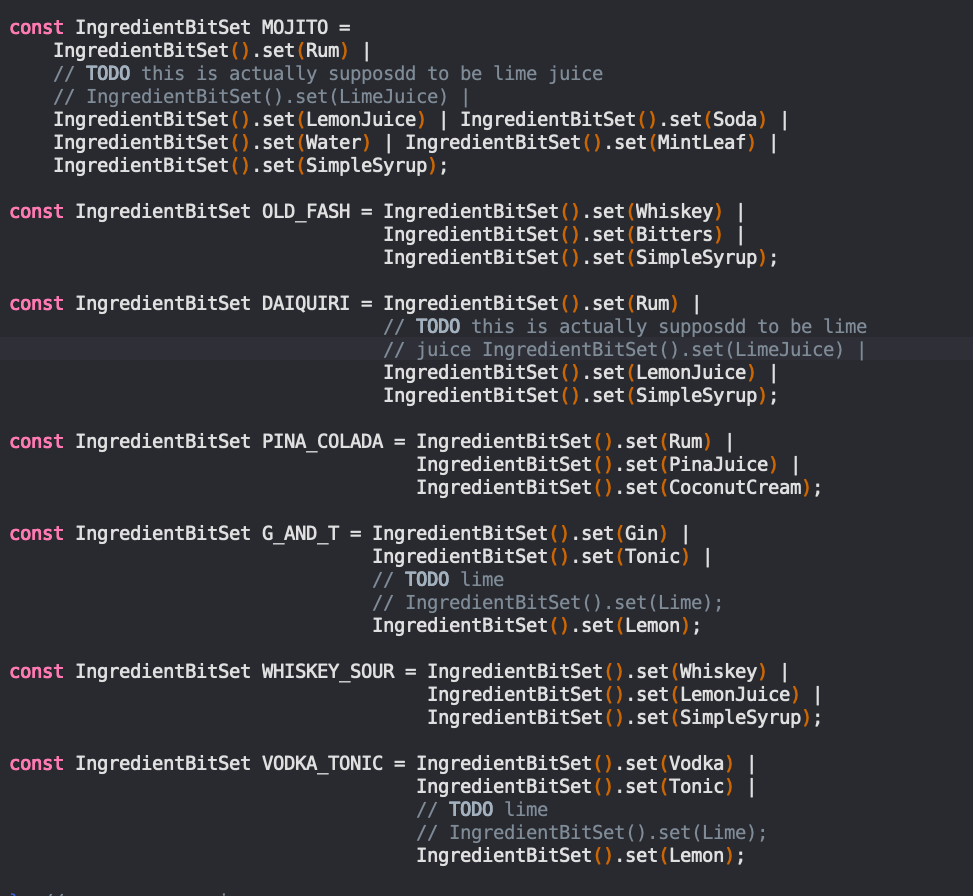 const IngredientBitSet MOJITO =
    IngredientBitSet().set(Rum) |
    // TODO this is actually supposdd to be lime juice
    // IngredientBitSet().set(LimeJuice) |
    IngredientBitSet().set(LemonJuice) | IngredientBitSet().set(Soda) |
    IngredientBitSet().set(Water) | IngredientBitSet().set(MintLeaf) |
    IngredientBitSet().set(SimpleSyrup);

const IngredientBitSet OLD_FASH = IngredientBitSet().set(Whiskey) |
                                  IngredientBitSet().set(Bitters) |
                                  IngredientBitSet().set(SimpleSyrup);

const IngredientBitSet DAIQUIRI = IngredientBitSet().set(Rum) |
                                  // TODO this is actually supposdd to be lime
                                  // juice IngredientBitSet().set(LimeJuice) |
                                  IngredientBitSet().set(LemonJuice) |
                                  IngredientBitSet().set(SimpleSyrup);

const IngredientBitSet PINA_COLADA = IngredientBitSet().set(Rum) |
                                     IngredientBitSet().set(PinaJuice) |
                                     IngredientBitSet().set(CoconutCream);

const IngredientBitSet G_AND_T = IngredientBitSet().set(Gin) |
                                 IngredientBitSet().set(Tonic) |
                                 // TODO lime
                                 // IngredientBitSet().set(Lime);
                                 IngredientBitSet().set(Lemon);

const IngredientBitSet WHISKEY_SOUR = IngredientBitSet().set(Whiskey) |
                                      IngredientBitSet().set(LemonJuice) |
                                      IngredientBitSet().set(SimpleSyrup);

const IngredientBitSet VODKA_TONIC = IngredientBitSet().set(Vodka) |
                                     IngredientBitSet().set(Tonic) |
                                     // TODO lime
                                     // IngredientBitSet().set(Lime);
                                     IngredientBitSet().set(Lemon);